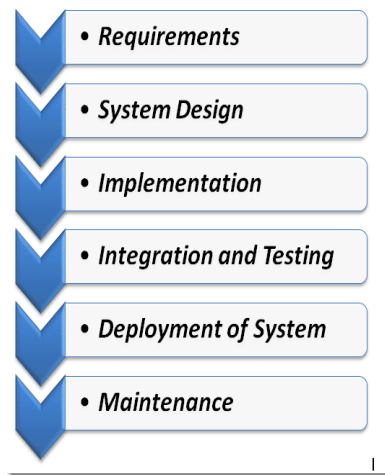 • Requirements
• System Design
• Implementation
• Integration and Testing
• Deployment of System
• Maintenance